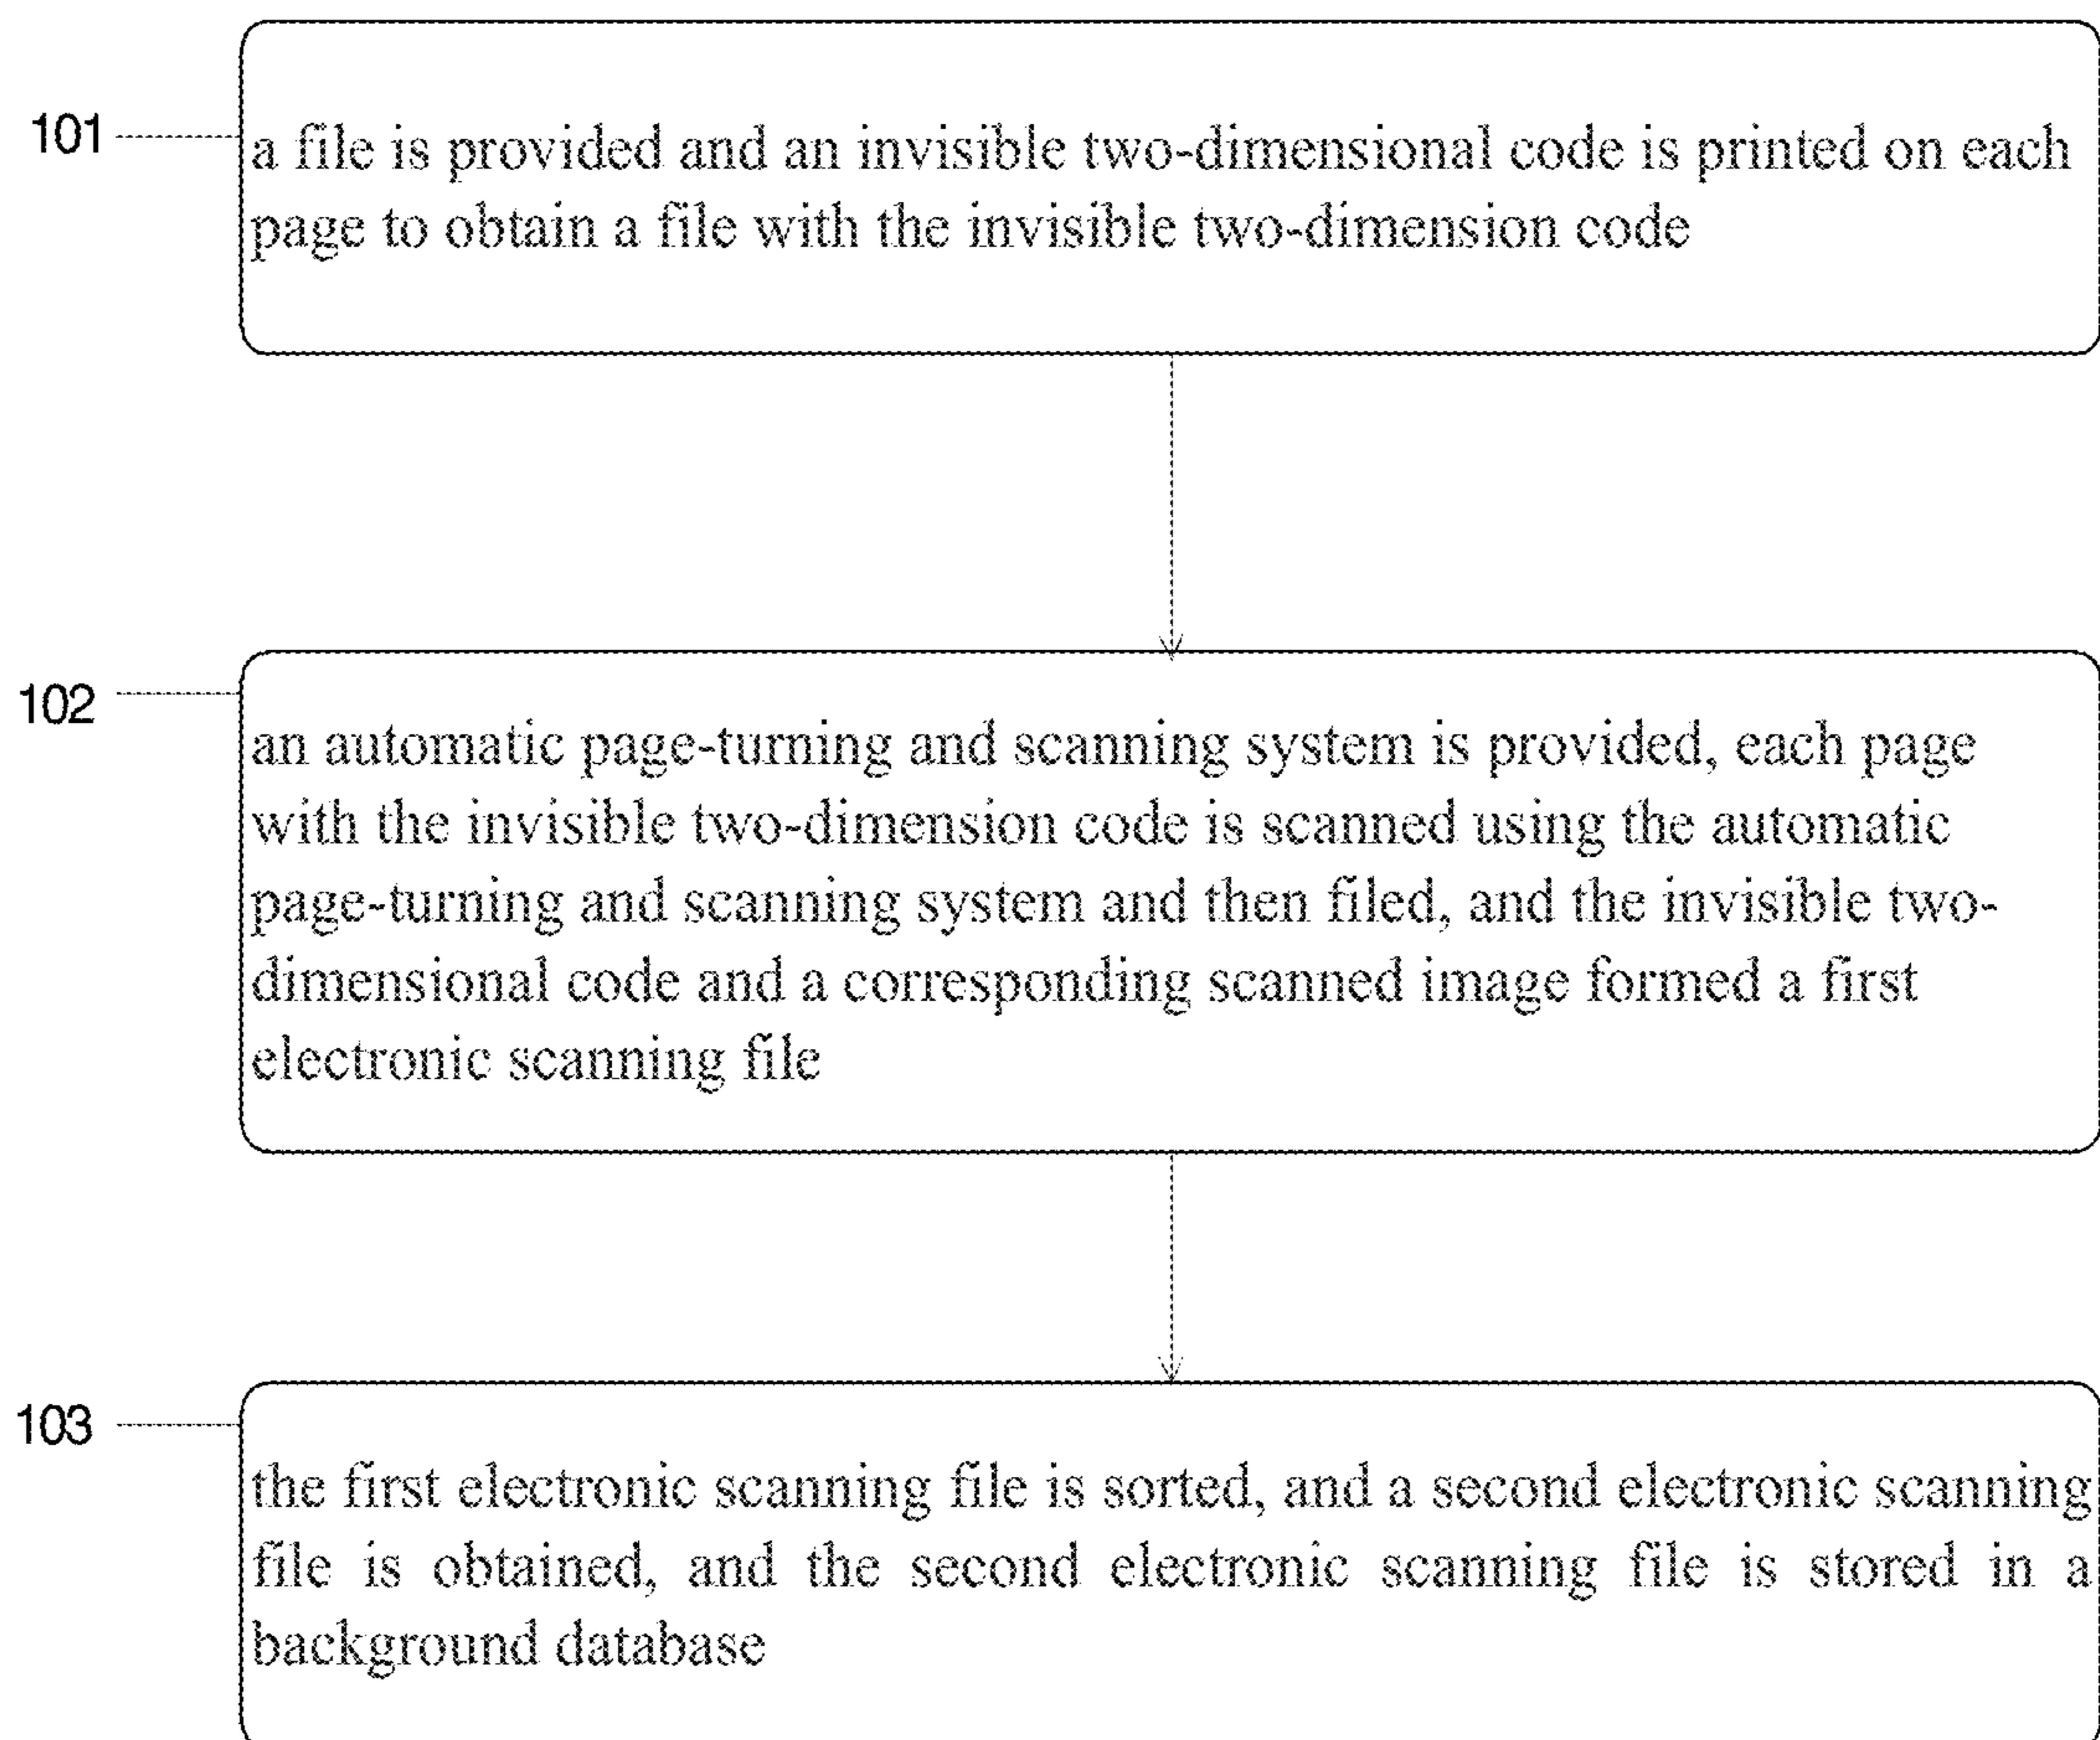 101
a file is provided and an invisible two-dimensional code is printed on each
page to obtain a file with the invisible two-dimension code
102
an automatic page-turning and scanning system is provided, each page
with the invisible two-dimension code is scanned using the automatic
page-turning and scanning system and then filed, and the invisible two-
dimensional code and a corresponding scanned image formed a first
electronic scanning file
103
the first electronic scanning file is sorted, and a second electronic scanning
file is obtained, and the second electronic scanning file is stored in a
background database